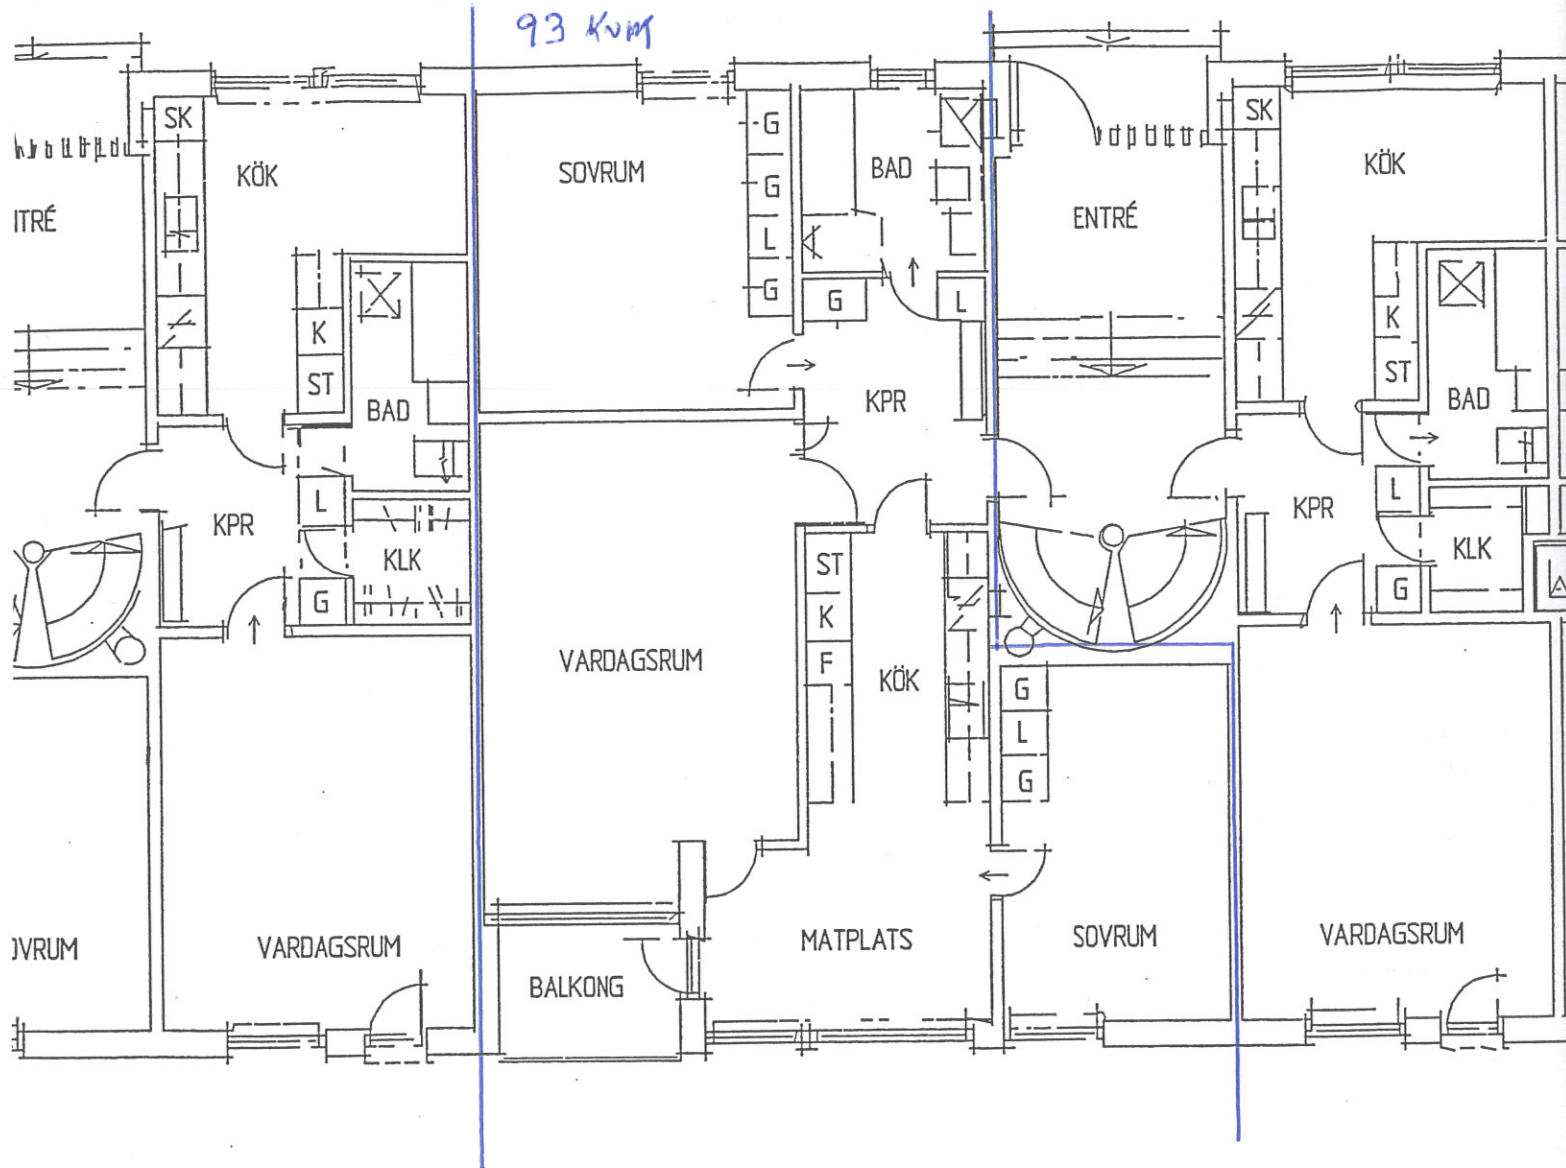 93 Kvm
SK
KÖK
SOVRUM
G
G
L
G
BAD
G
L
ITRÉ
ENTRÉ
SK
KÖK
K
ST
BAD
KPR
K
ST
BAD
L
KPR
KLK
G
L
KPR
KLK
G
ST
K
F
KÖK
VARDAGSRUM
G
L
G
OVRUM
VARDAGSRUM
BALKONG
MATPLATS
SOVRUM
VARDAGSRUM